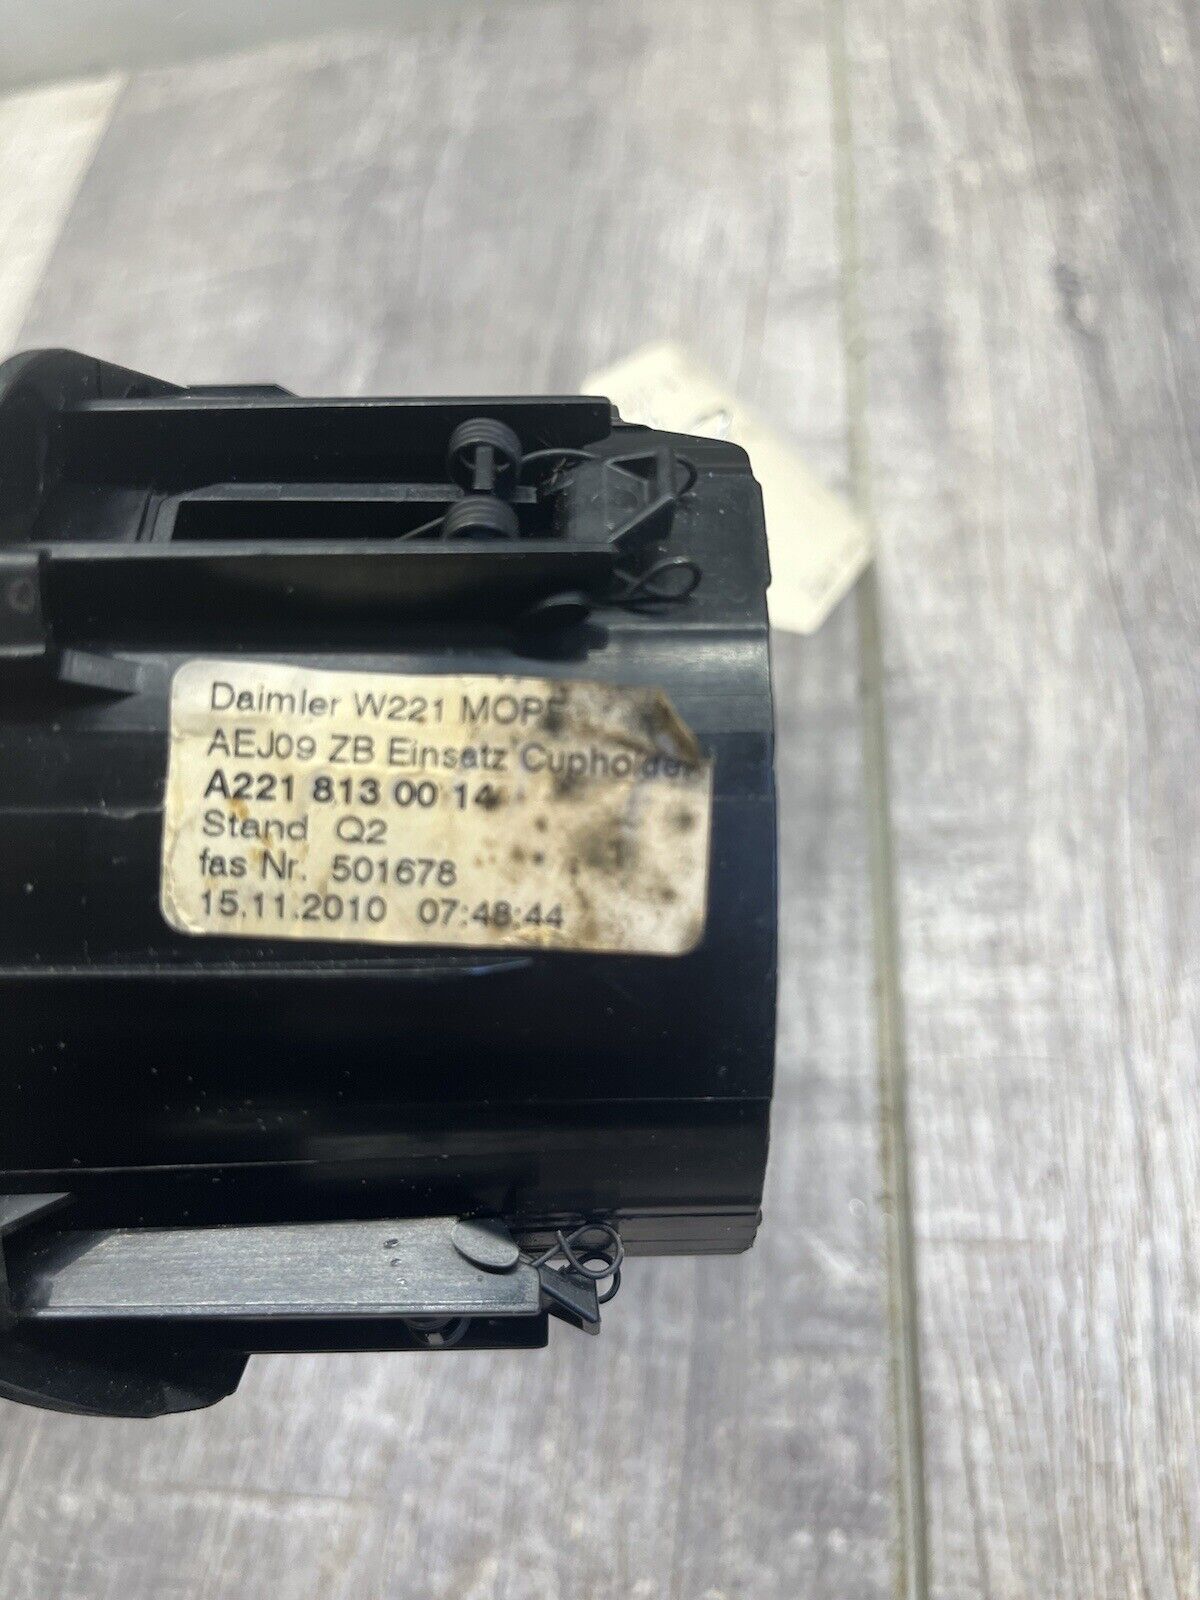 Daimler W221 MOPF
AEJ09 ZB Einsatz Cupholder
A221 813 00 14
Stand Q2
fas Nr. 501678
15.11.2010 07:48:44